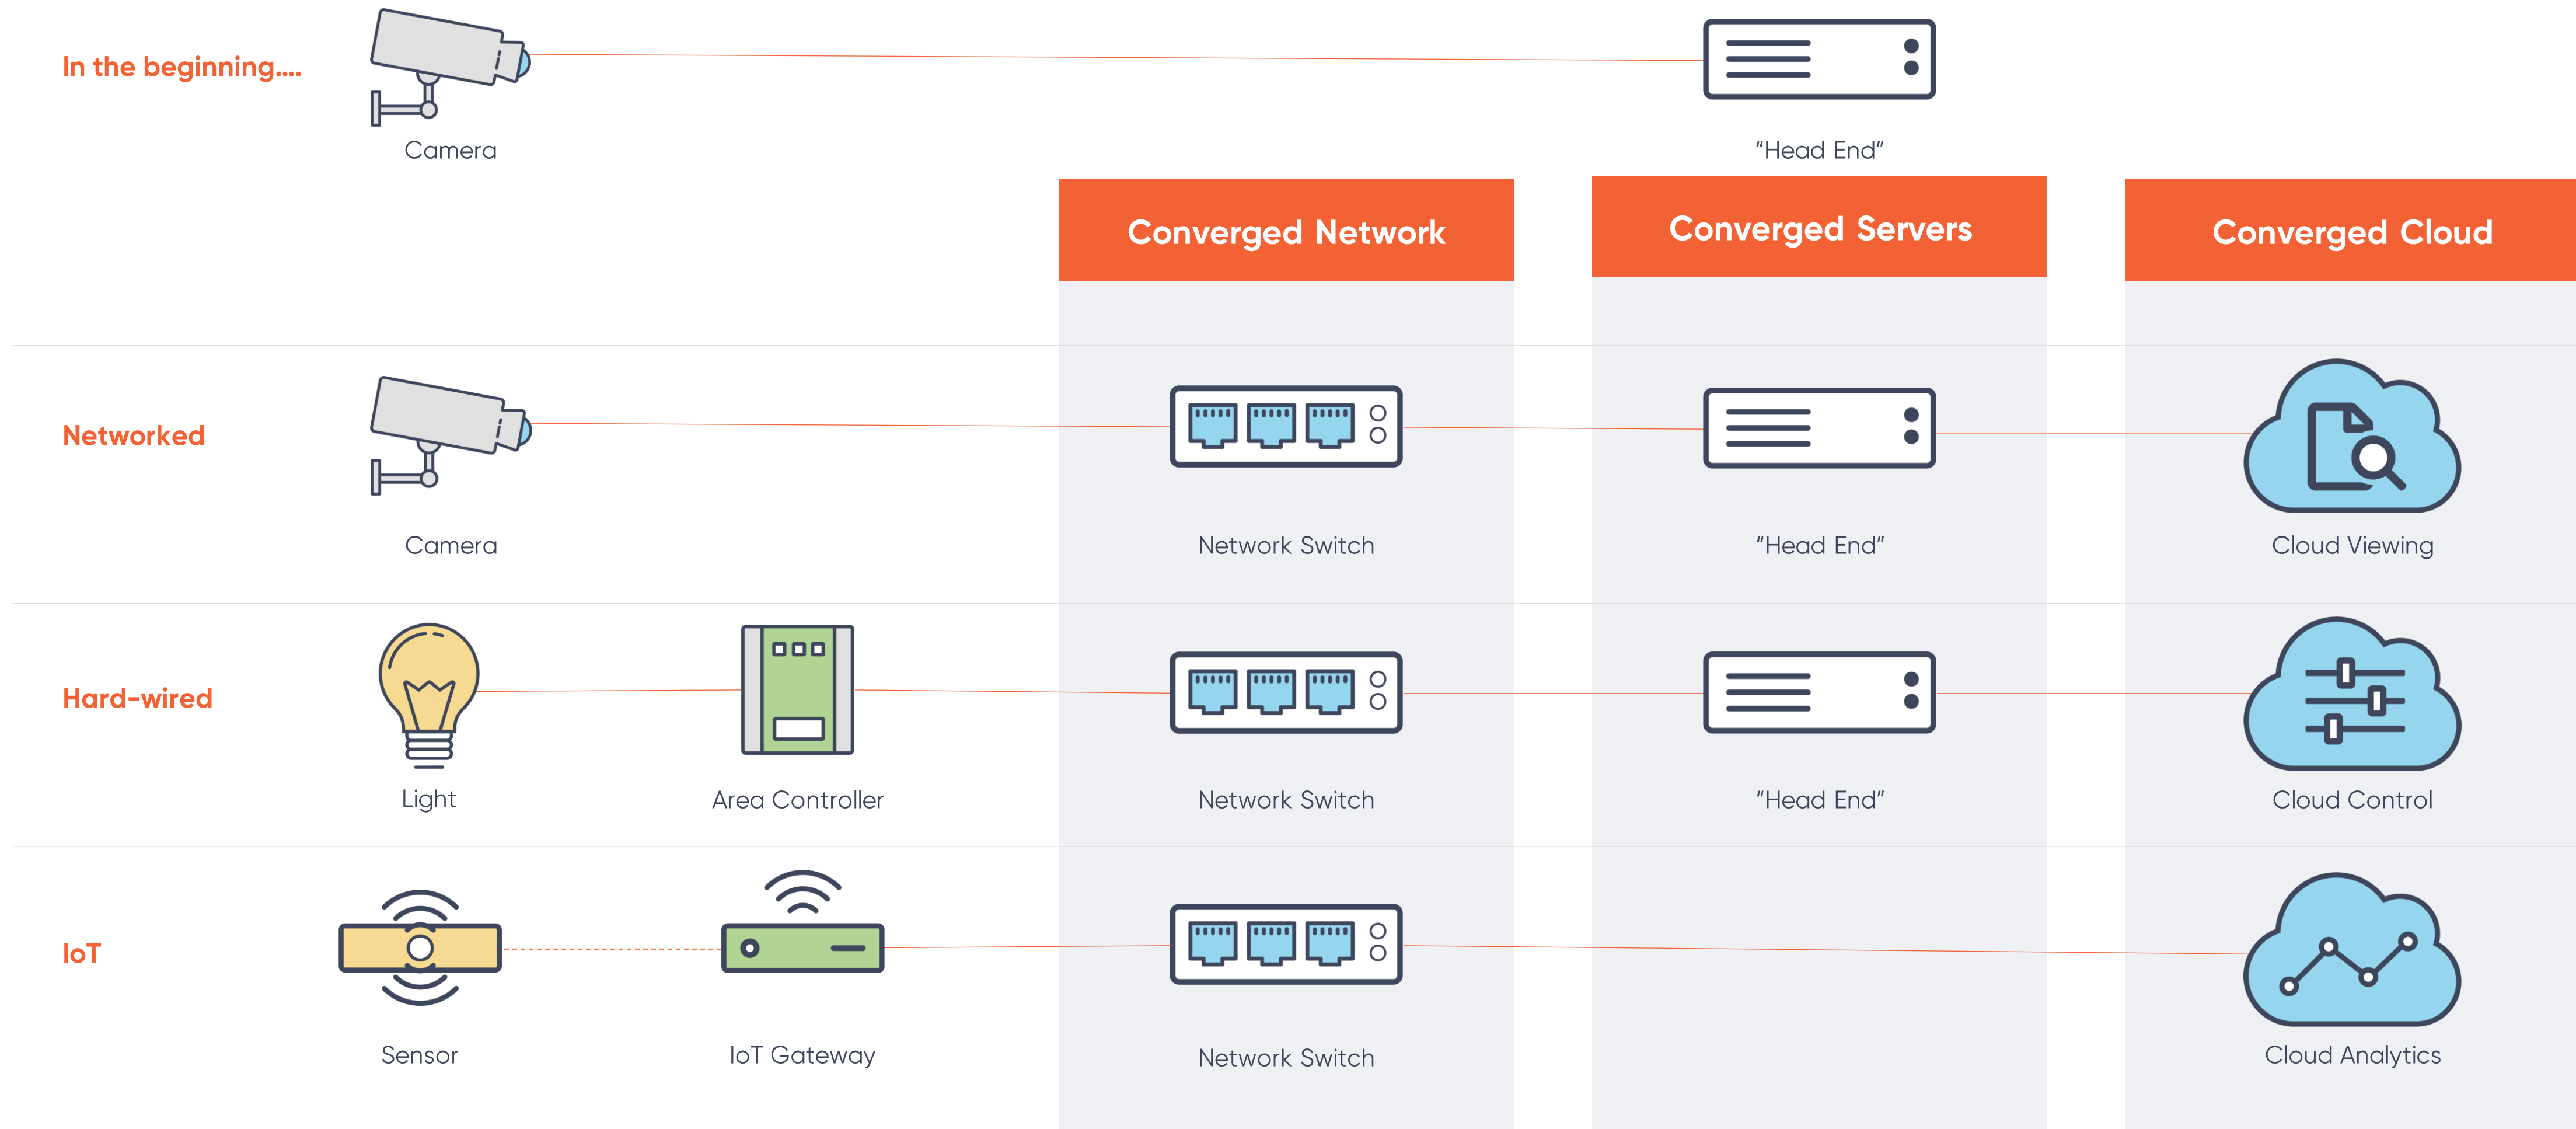 In the beginning....
Camera
“Head End”
Converged Network
Converged Servers
Converged Cloud
Networked
Camera
Network Switch
“Head End”
Cloud Viewing
Hard-wired
Light
Area Controller
Network Switch
“Head End”
Cloud Control
IoT
Sensor
IoT Gateway
Network Switch
Cloud Analytics